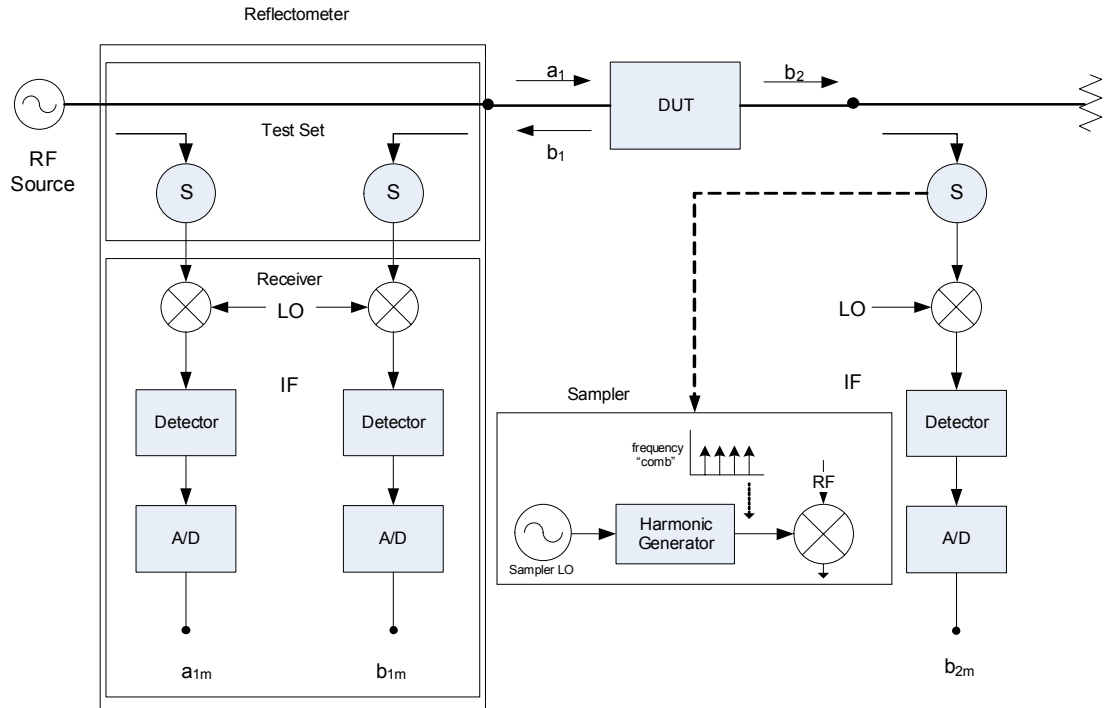 Reflectometer
a1
b2
DUT
Test Set
b1
RF
Source
S
S
S
Receiver
LO
LO
IF
Sampler
IF
Detector
Detector
Detector
frequency
“comb”
RF
A/D
A/D
Harmonic
Generator
A/D
Sampler LO
a1m
b1m
b2m